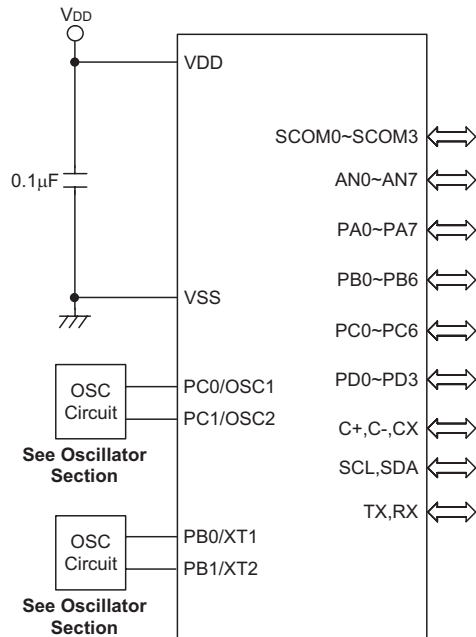 VDD
VDD
0.1μF
VSS
OSC
Circuit
PC0/OSC1
PC1/OSC2
See Oscillator
Section
OSC
Circuit
PB0/XT1
PB1/XT2
See Oscillator
Section
SCOM0~SCOM3
AN0~AN7
PA0~PA7
PB0~PB6
PC0~PC6
PD0~PD3
C+,C-,CX
SCL,SDA
TX,RX